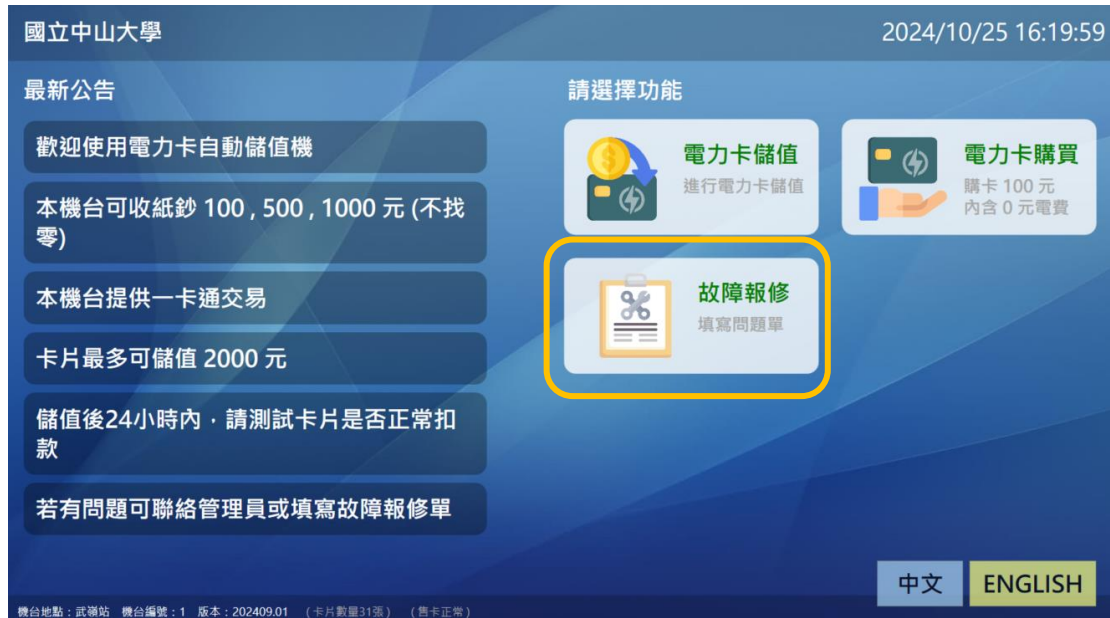 國立中山大學
2024/10/25 16:19:59
最新公告
歡迎使用電力卡自動儲值機
本機台可收紙鈔 100 , 500 , 1000 元 (不找
零)
本機台提供一卡通交易
卡片最多可儲值 2000 元
儲值後24小時內，請測試卡片是否正常扣
款
若有問題可聯絡管理員或填寫故障報修單
請選擇功能
電力卡儲值
進行電力卡儲值
電力卡購買
購卡 100 元
內含 0 元電費
故障報修
填寫問題單
中文
ENGLISH
機台地點：武嶺站 機台編號：1 版本：202409.01 （卡片數量31張） （售卡正常）